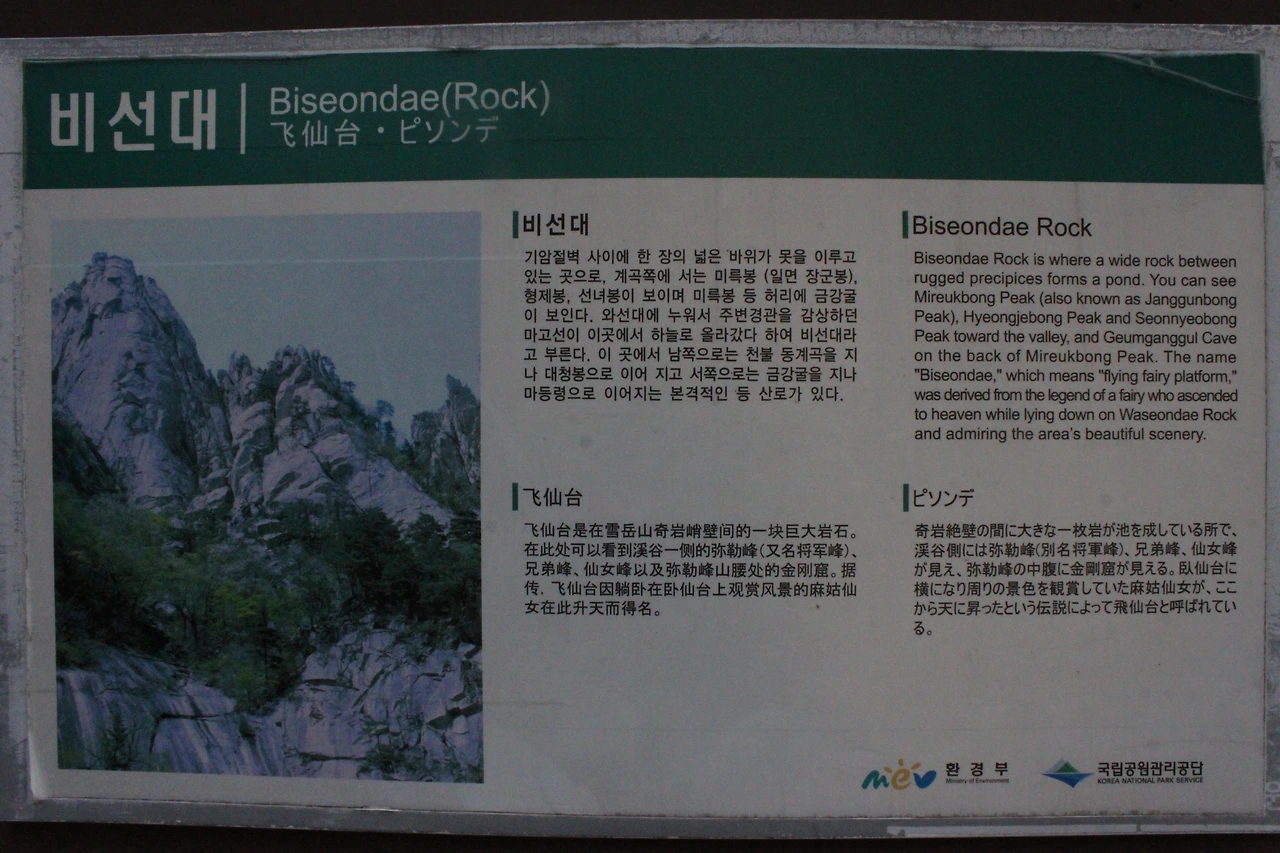 비선대
Biseondae(Rock)
飞仙台・ピソンデ
비선대
기암절벽 사이에 한 장의 넓은 바위가 못을 이루고
있는 곳으로, 계곡쪽에 서는 미륵봉 (일면 장군봉),
형제봉, 선녀봉이 보이며 미륵봉 등 허리에 금강굴
이 보인다. 와선대에 누워서 주변경관을 감상하던
마고선이 이곳에서 하늘로 올라갔다 하여 비선대라
고 부른다. 이 곳에서 남쪽으로는 천불 동계곡을 지
나 대청봉으로 이어 지고 서쪽으로는 금강굴을 지나
마등령으로 이어지는 본격적인 등 산로가 있다.
Biseondae Rock
Biseondae Rock is where a wide rock between
rugged precipices forms a pond. You can see
Mireukbong Peak (also known as Janggunbong
Peak), Hyeongjebong Peak and Seonnyeobong
Peak toward the valley, and Geumganggul Cave
on the back of Mireukbong Peak. The name
"Biseondae," which means "flying fairy platform,"
was derived from the legend of a fairy who ascended
to heaven while lying down on Waseondae Rock
and admiring the area's beautiful scenery.
飞仙台
飞仙台是在雪岳山奇岩峭壁间的一块巨大岩石。
在此处可以看到溪谷一侧的弥勒峰(又名将军峰)、
兄弟峰、仙女峰以及弥勒峰山腰处的金刚窟。据
传, 飞仙台因躺卧在卧仙台上观赏风景的麻姑仙
女在此升天而得名。
ピソンデ
奇岩絶壁の間に大きな一枚岩が池を成している所で、
渓谷側には弥勒峰(別名将軍峰)、兄弟峰、仙女峰
が見え、弥勒峰の中腹に金剛窟が見える。臥仙台に
横になり周りの景色を観賞していた麻姑仙女が、ここ
から天に昇ったという伝説によって飛仙台と呼ばれてい
る。
mev 환경부
Ministry of Environment
국립공원관리공단
KOREA NATIONAL PARK SERVICE